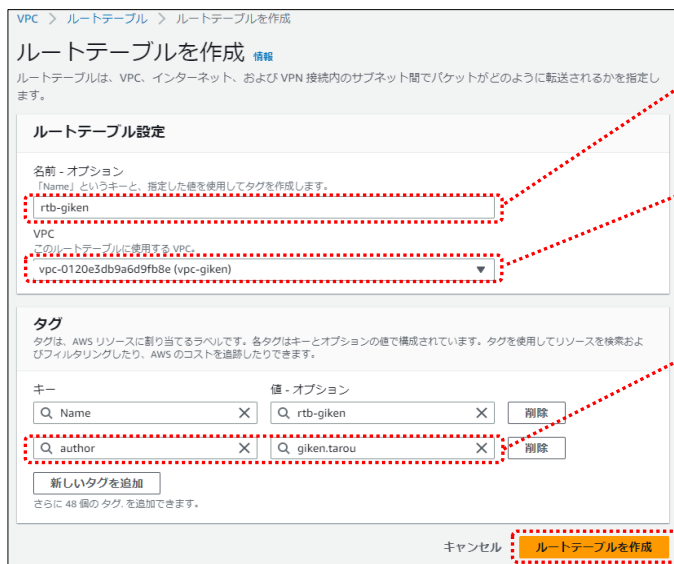 VPC > ルートテーブル > ルートテーブルを作成
ルートテーブルを作成 情報
ルートテーブルは、VPC、インターネット、および VPN 接続内のサブネット間でパケットがどのように転送されるかを指定し
ます。
ルートテーブル設定
名前 - オプション
「Name」というキーと、指定した値を使用してタグを作成します。
rtb-giken
VPC
このルートテーブルに使用する VPC。
vpc-0120e3db9a6d9fb8e (vpc-giken)
タグ
タグは、AWS リソースに割り当てるラベルです。各タグはキーとオプションの値で構成されています。タグを使用してリソースを検索およ
びフィルタリングしたり、AWS のコストを追跡したりできます。
キー 値 - オプション
Name rtb-giken 削除
author giken.tarou 削除
新しいタグを追加
さらに 48 個の タグ. を追加できます。
キャンセル ルートテーブルを作成